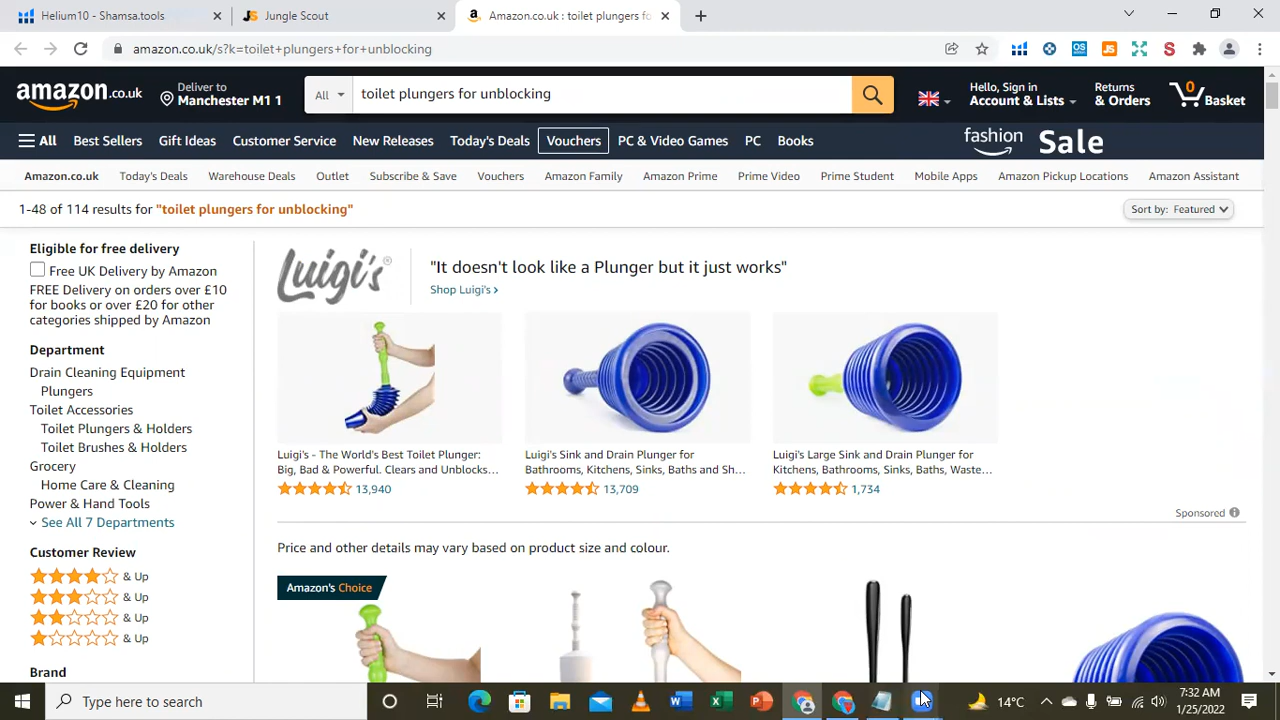 Helium10 - Shamsa.tools
Jungle Scout
Amazon.co.uk : toilet plungers fo
amazon.co.uk/s?k=toilet+plungers+for+unblocking
amazon.co.uk
Deliver to
Manchester M1 1
All
toilet plungers for unblocking
Hello, Sign in
Account & Lists
Returns
& Orders
0
Basket
All
Best Sellers
Gift Ideas
Customer Service
New Releases
Today's Deals
Vouchers
PC & Video Games
PC
Books
fashion Sale
Amazon.co.uk
Today's Deals
Warehouse Deals
Outlet
Subscribe & Save
Vouchers
Amazon Family
Amazon Prime
Prime Video
Prime Student
Mobile Apps
Amazon Pickup Locations
Amazon Assistant
1-48 of 114 results for "toilet plungers for unblocking"
Sort by: Featured
Eligible for free delivery
Free UK Delivery by Amazon
FREE Delivery on orders over £10
for books or over £20 for other
categories shipped by Amazon
Department
Drain Cleaning Equipment
Plungers
Toilet Accessories
Toilet Plungers & Holders
Toilet Brushes & Holders
Grocery
Home Care & Cleaning
Power & Hand Tools
See All 7 Departments
Customer Review
& Up
& Up
& Up
& Up
Brand
Luigi's®
"It doesn't look like a Plunger but it just works"
Shop Luigi's ›
Luigi's - The World's Best Toilet Plunger:
Big, Bad & Powerful. Clears and Unblocks...
13,940
Luigi's Sink and Drain Plunger for
Bathrooms, Kitchens, Sinks, Baths and Sh...
13,709
Luigi's Large Sink and Drain Plunger for
Kitchens, Bathrooms, Sinks, Baths, Waste...
1,734
Sponsored
Price and other details may vary based on product size and colour.
Amazon's Choice
Type here to search
14°C
7:32 AM
1/25/2022